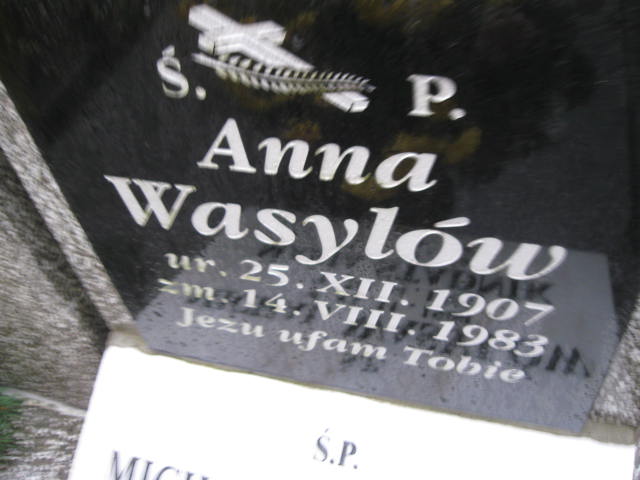 Ś. P.
Anna
Wasylów
ur. 25. XII. 1907
zm. 14. VIII. 1983
Jezu ufam Tobie
Ś.P.